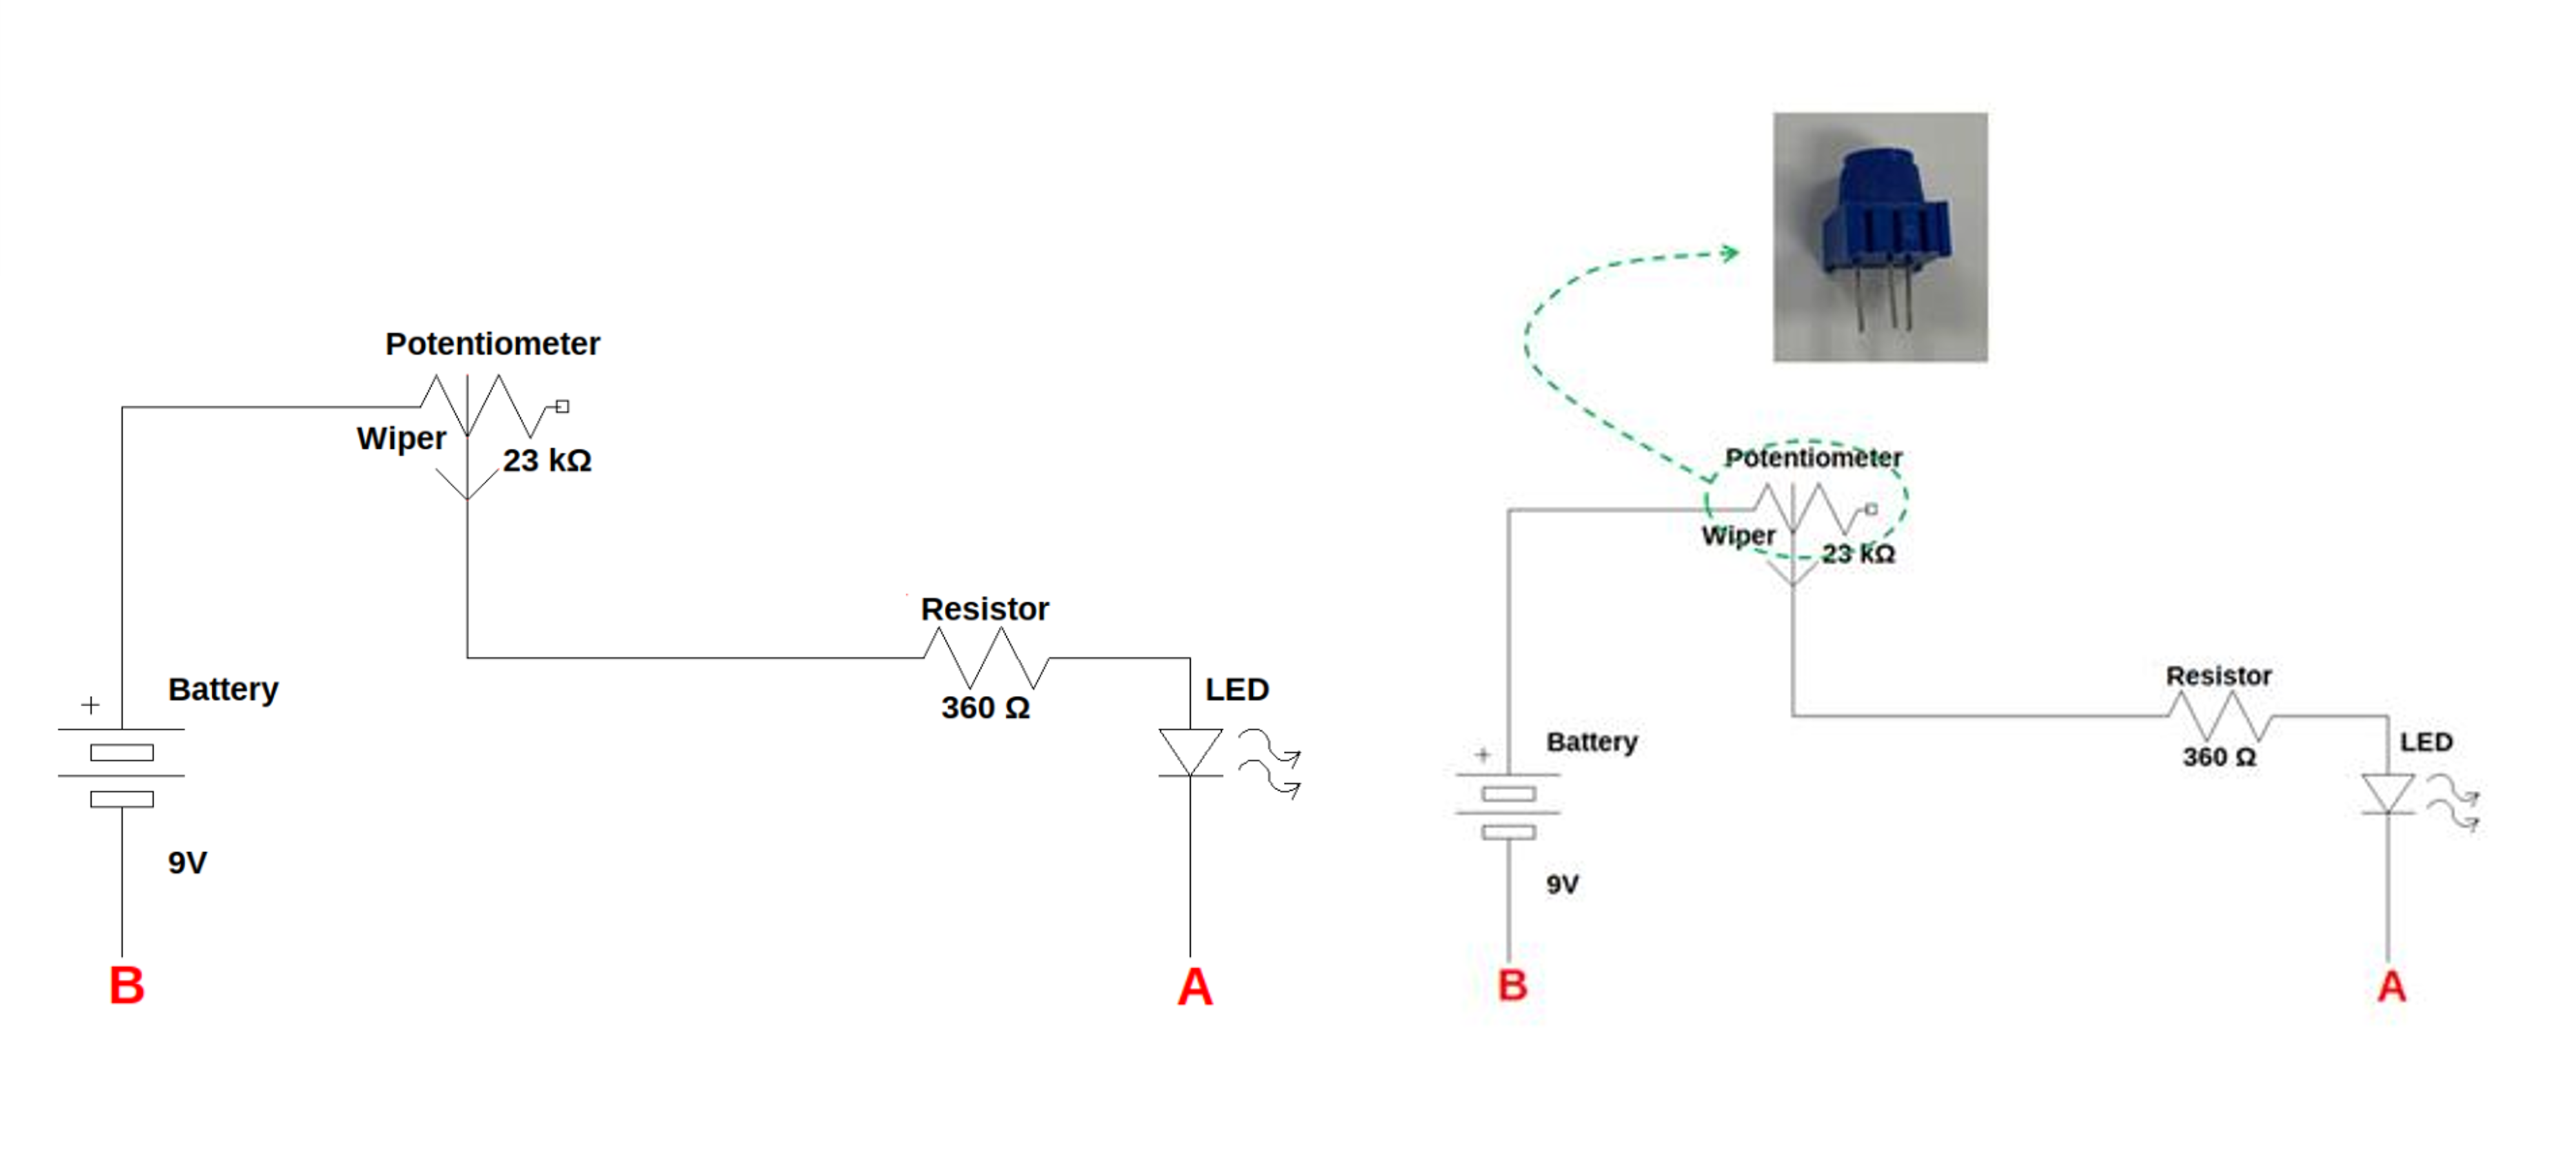 Potentiometer
Wiper
23 kΩ
Resistor
360 Ω
Battery
+
LED
9V
B
A
Potentiometer
Wiper
23 kΩ
Resistor
360 Ω
Battery
+
LED
9V
B
A